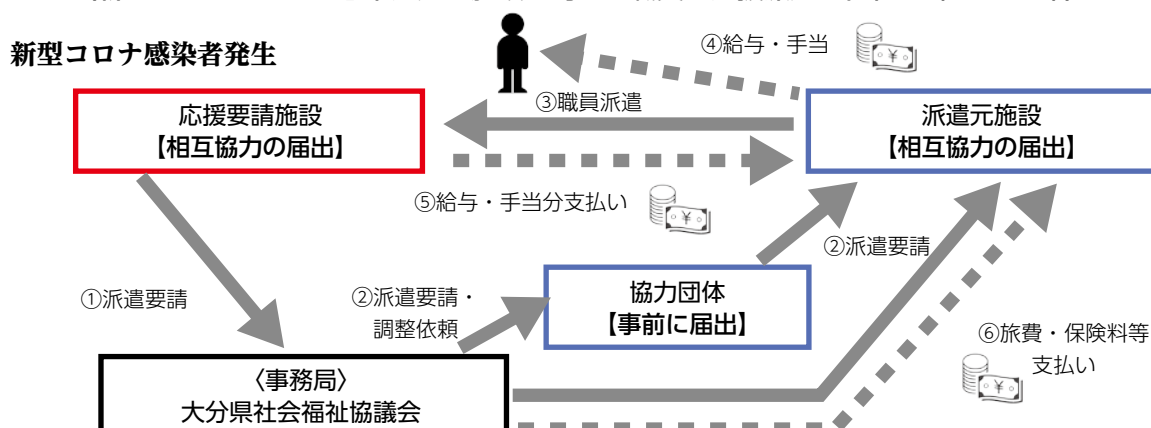 新型コロナ感染者発生
④給与・手当
③職員派遣
応援要請施設
【相互協力の届出】
派遣元施設
【相互協力の届出】
⑤給与・手当分支払い
②派遣要請
①派遣要請
②派遣要請・
調整依頼
協力団体
【事前に届出】
⑥旅費・保険料等
支払い
〈事務局〉
大分県社会福祉協議会